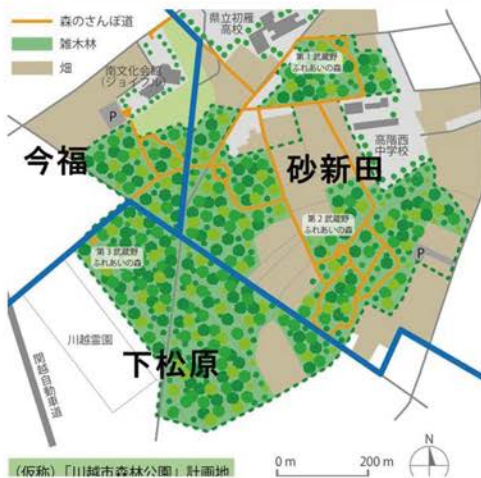 森のさんぽ道
雑木林
畑
県立初雁
高校
南文化会館
(ジョイフル)
P
第1武蔵野
ふれあいの森
高階西
中学校
今福
砂新田
第2武蔵野
ふれあいの森
第3武蔵野
ふれあいの森
P
川越霊園
下松原
関越自動車道
(仮称)「川越市森林公園」計画地
0 m 200 m
N